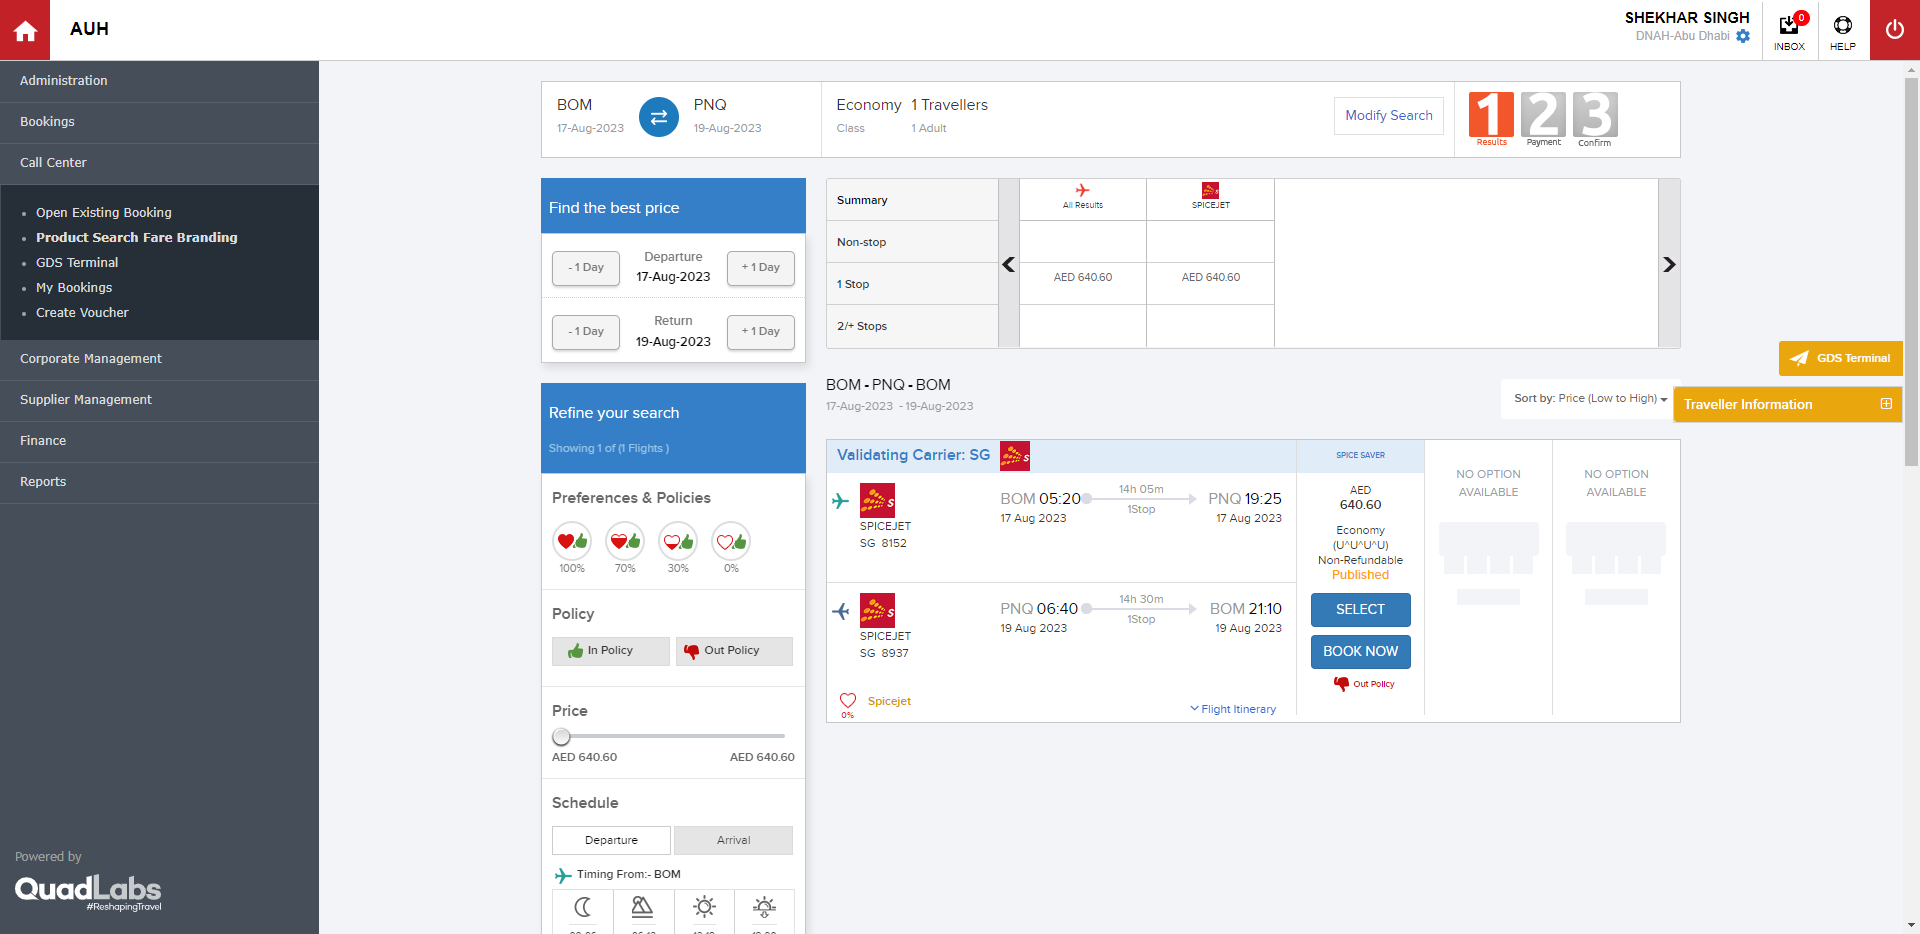 AUH
SHEKHAR SINGH
DNAH-Abu Dhabi
0
INBOX
HELP
Administration
Bookings
Call Center
Open Existing Booking
Product Search Fare Branding
GDS Terminal
My Bookings
Create Voucher
Corporate Management
Supplier Management
Finance
Reports
Powered by
QuadLabs
#ReshapingTravel
BOM
17-Aug-2023
PNQ
19-Aug-2023
Economy
Class
1 Travellers
1 Adult
Modify Search
1
Results
2
Payment
3
Confirm
Find the best price
- 1 Day
Departure
17-Aug-2023
+ 1 Day
- 1 Day
Return
19-Aug-2023
+ 1 Day
Summary
All Results
SPICEJET
Non-stop
1 Stop
AED 640.60
AED 640.60
2/+ Stops
GDS Terminal
Traveller Information
BOM - PNQ - BOM
17-Aug-2023 - 19-Aug-2023
Sort by: Price (Low to High)
Refine your search
Showing 1 of (1 Flights )
Preferences & Policies
100%
70%
30%
0%
Policy
In Policy
Out Policy
Price
AED 640.60
AED 640.60
Schedule
Departure
Arrival
Timing From:- BOM
Validating Carrier: SG
S
SPICEJET
SG 8152
BOM 05:20
17 Aug 2023
14h 05m
1Stop
PNQ 19:25
17 Aug 2023
SPICEJET
SG 8937
PNQ 06:40
19 Aug 2023
14h 30m
1Stop
BOM 21:10
19 Aug 2023
0%
Spicejet
Flight Itinerary
SPICE SAVER
AED
640.60
Economy
(U^U^U^U)
Non-Refundable
Published
SELECT
BOOK NOW
Out Policy
NO OPTION
AVAILABLE
NO OPTION
AVAILABLE